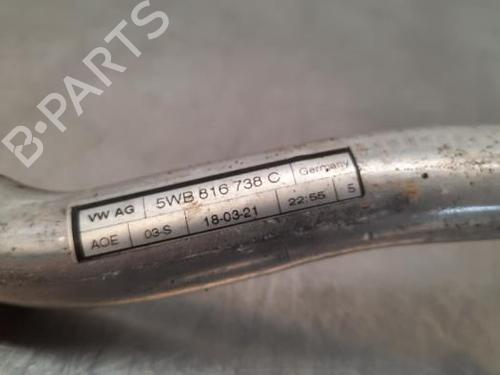 B-PARTS
VW AG 5WB 816 738 C Germany
AOE 03-S 18-03-21 22:55 5